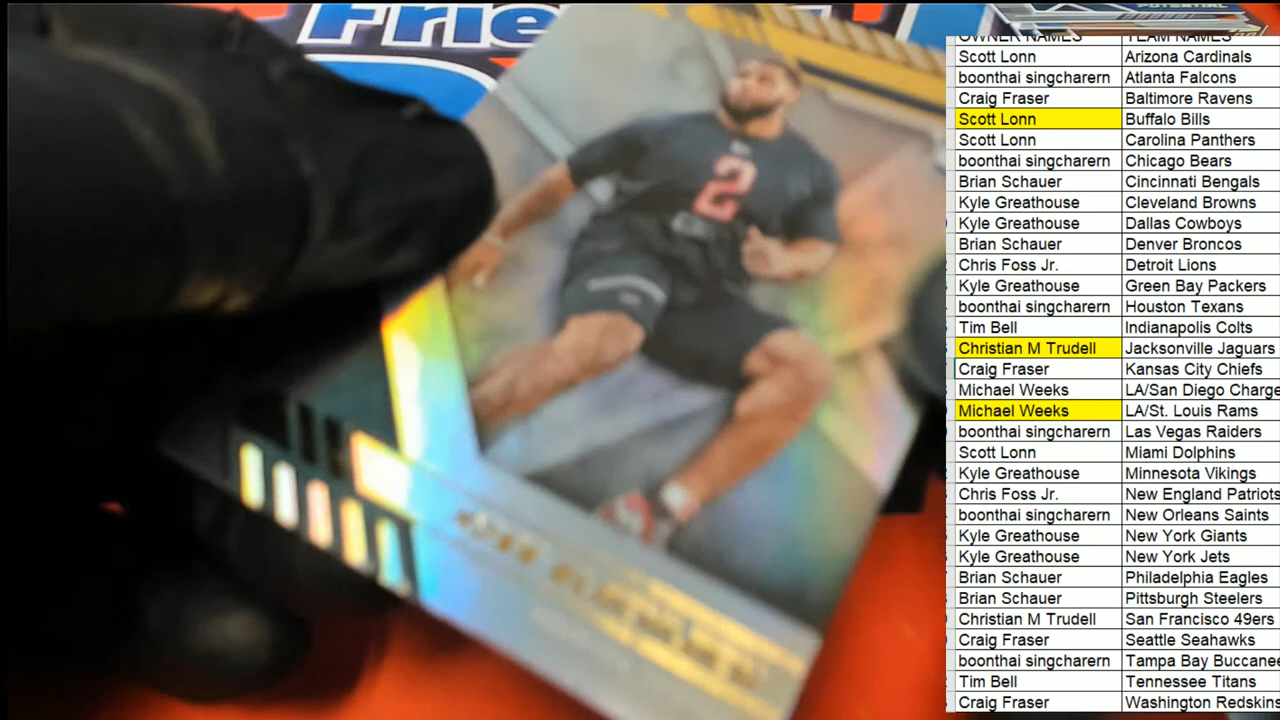 Frie
POTENTIAL
2
OWNER NAMES TEAM NAMES
Scott Lonn Arizona Cardinals
boonthai singcharern Atlanta Falcons
Craig Fraser Baltimore Ravens
Scott Lonn Buffalo Bills
Scott Lonn Carolina Panthers
boonthai singcharern Chicago Bears
Brian Schauer Cincinnati Bengals
Kyle Greathouse Cleveland Browns
Kyle Greathouse Dallas Cowboys
Brian Schauer Denver Broncos
Chris Foss Jr. Detroit Lions
Kyle Greathouse Green Bay Packers
boonthai singcharern Houston Texans
Tim Bell Indianapolis Colts
Christian M Trudell Jacksonville Jaguars
Craig Fraser Kansas City Chiefs
Michael Weeks LA/San Diego Charge
Michael Weeks LA/St. Louis Rams
boonthai singcharern Las Vegas Raiders
Scott Lonn Miami Dolphins
Kyle Greathouse Minnesota Vikings
Chris Foss Jr. New England Patriots
boonthai singcharern New Orleans Saints
Kyle Greathouse New York Giants
Kyle Greathouse New York Jets
Brian Schauer Philadelphia Eagles
Brian Schauer Pittsburgh Steelers
Christian M Trudell San Francisco 49ers
Craig Fraser Seattle Seahawks
boonthai singcharern Tampa Bay Buccanee
Tim Bell Tennessee Titans
Craig Fraser Washington Redskins